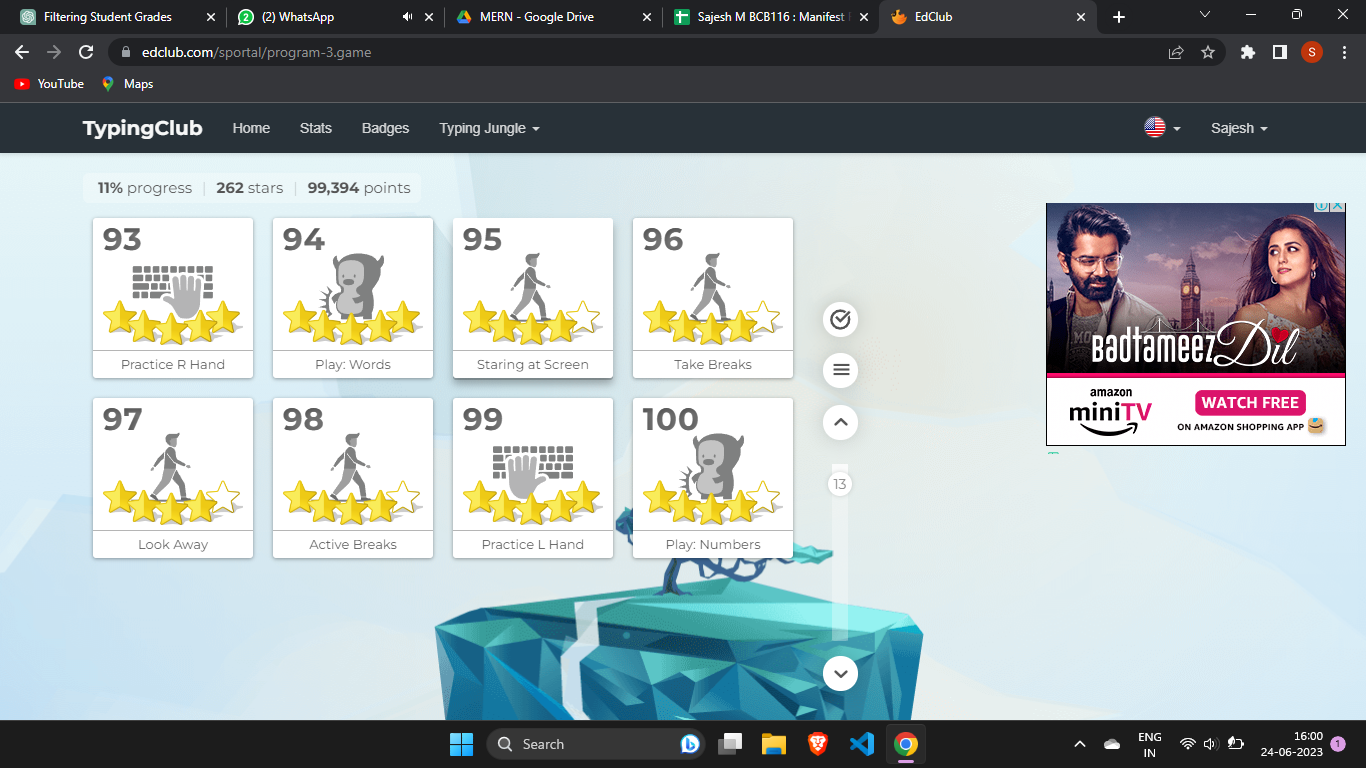 Filtering Student Grades
(2) WhatsApp
MERN - Google Drive
Sajesh M BCB116 : Manifest
EdClub
edclub.com/sportal/program-3.game
S
YouTube
Maps
TypingClub
Home
Stats
Badges
Typing Jungle
Sajesh
11% progress
262 stars
99,394 points
93
Practice R Hand
94
Play: Words
95
Staring at Screen
96
Take Breaks
97
Look Away
98
Active Breaks
99
Practice L Hand
100
Play: Numbers
13
BADTAMEEZ Dil
amazon
miniTV
WATCH FREE
ON AMAZON SHOPPING APP
Search
ENG
IN
16:00
24-06-2023
1